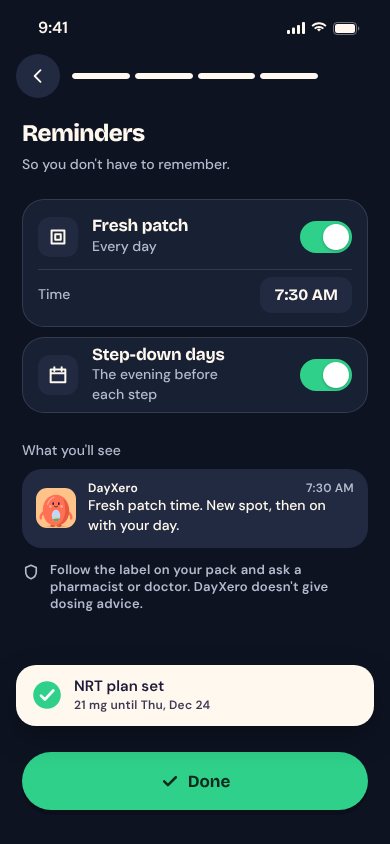 9:41
Reminders
So you don't have to remember.
Fresh patch
Every day
Time
7:30 AM
Step-down days
The evening before
each step
What you'll see
DayXero
7:30 AM
Fresh patch time. New spot, then on
with your day.
Follow the label on your pack and ask a
pharmacist or doctor. DayXero doesn't give
dosing advice.
NRT plan set
21 mg until Thu, Dec 24
Done